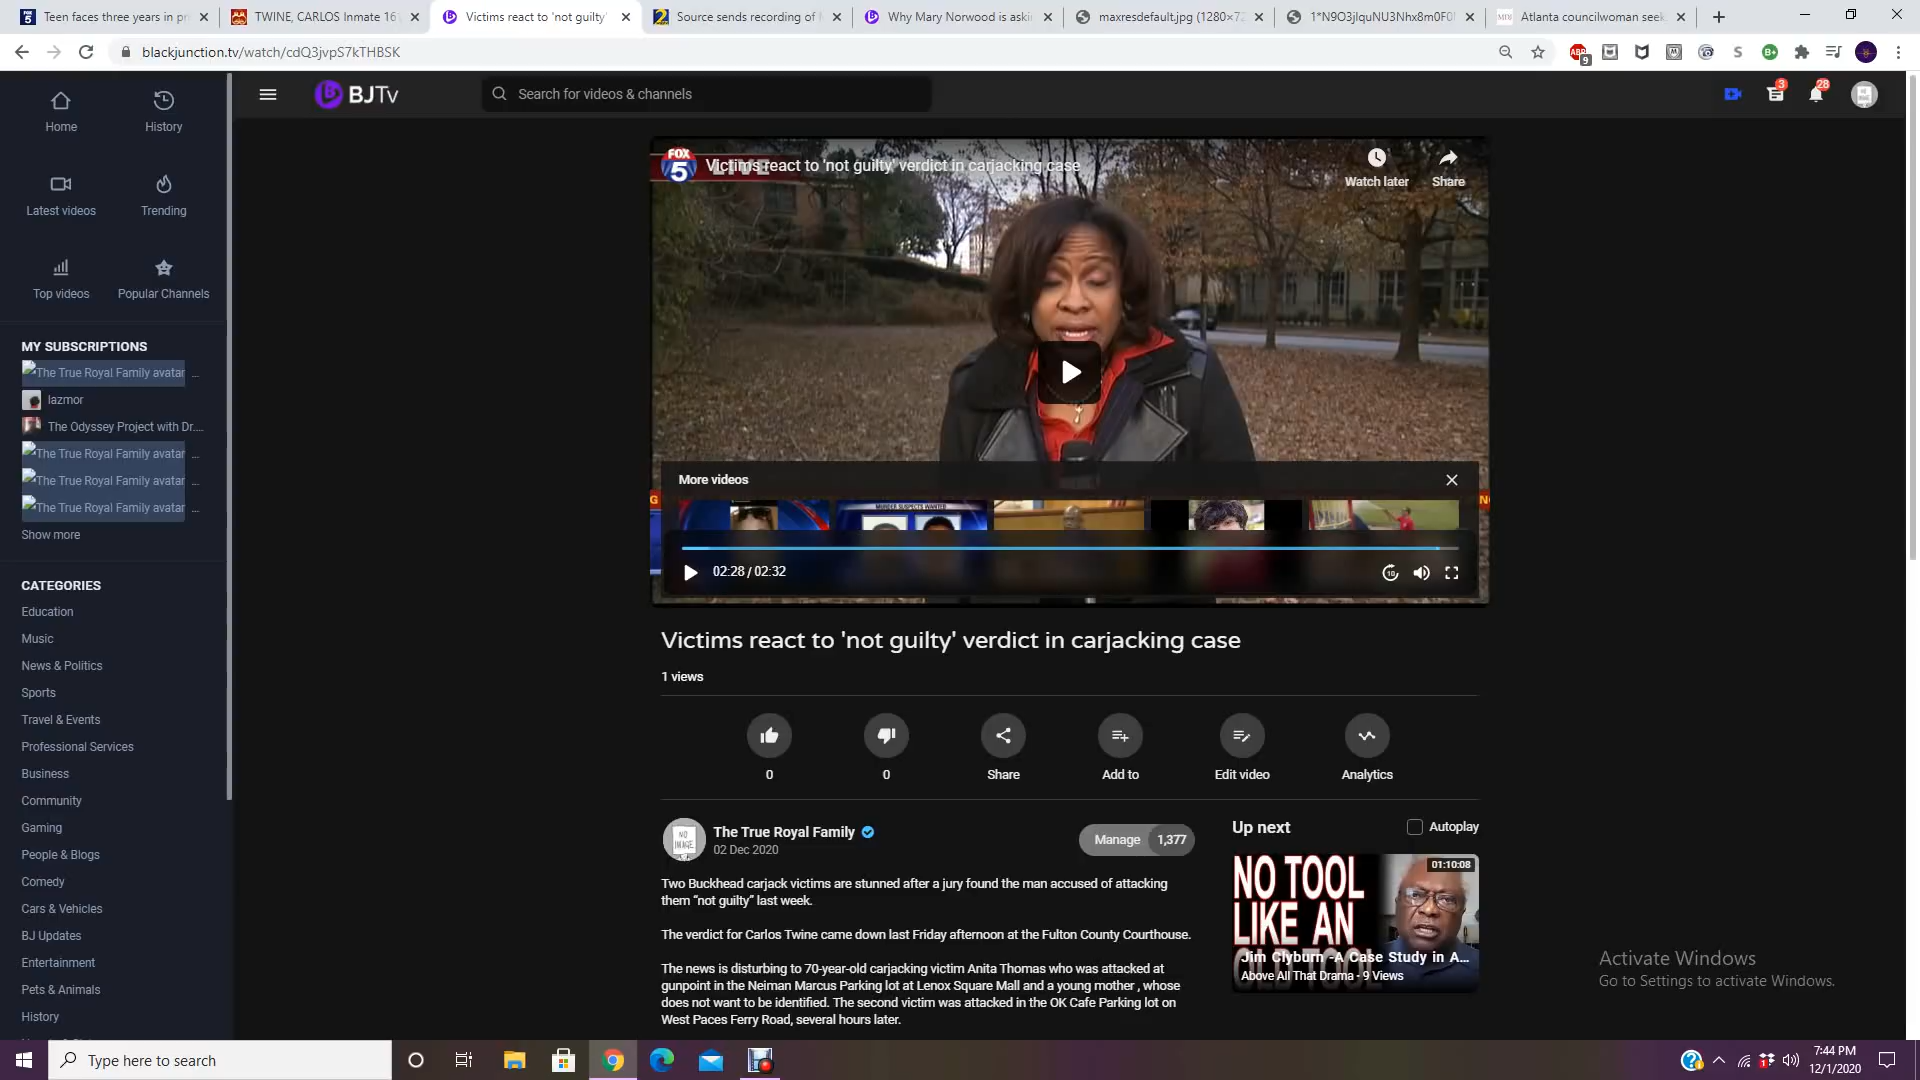 Teen faces three years in pr
TWINE, CARLOS Inmate 16
Victims react to 'not guilty'
Source sends recording of
Why Mary Norwood is aski
maxresdefault.jpg (1280×72
1*N9O3jlquNU3Nhx8m0F0
Atlanta councilwoman seek
blackjunction.tv/watch/cdQ3jvpS7kTHBSK
ABP
9
B+
Home
History
BJTv
Search for videos & channels
3
28
Latest videos
Trending
Top videos
Popular Channels
MY SUBSCRIPTIONS
The True Royal Family avatar ...
lazmor
The Odyssey Project with Dr....
The True Royal Family avatar ...
The True Royal Family avatar ...
The True Royal Family avatar ...
Show more
CATEGORIES
Education
Music
News & Politics
Sports
Travel & Events
Professional Services
Business
Community
Gaming
People & Blogs
Comedy
Cars & Vehicles
BJ Updates
Entertainment
Pets & Animals
History
FOX
5
LIVE
Victims react to 'not guilty' verdict in carjacking case
Watch later
Share
More videos
MURDER SUSPECTS WANTED
02:28 / 02:32
10
Victims react to 'not guilty' verdict in carjacking case
1 views
0
0
Share
Add to
Edit video
Analytics
NO IMAGE
The True Royal Family
02 Dec 2020
Manage 1,377
Two Buckhead carjack victims are stunned after a jury found the man accused of attacking
them “not guilty” last week.
The verdict for Carlos Twine came down last Friday afternoon at the Fulton County Courthouse.
The news is disturbing to 70-year-old carjacking victim Anita Thomas who was attacked at
gunpoint in the Neiman Marcus Parking lot at Lenox Square Mall and a young mother , whose
does not want to be identified. The second victim was attacked in the OK Cafe Parking lot on
West Paces Ferry Road, several hours later.
Up next
Autoplay
01:10:08
NO TOOL
LIKE AN
OLD TOOL
Jim Clyburn -A Case Study in A...
Above All That Drama - 9 Views
Activate Windows
Go to Settings to activate Windows.
Type here to search
7:44 PM
12/1/2020